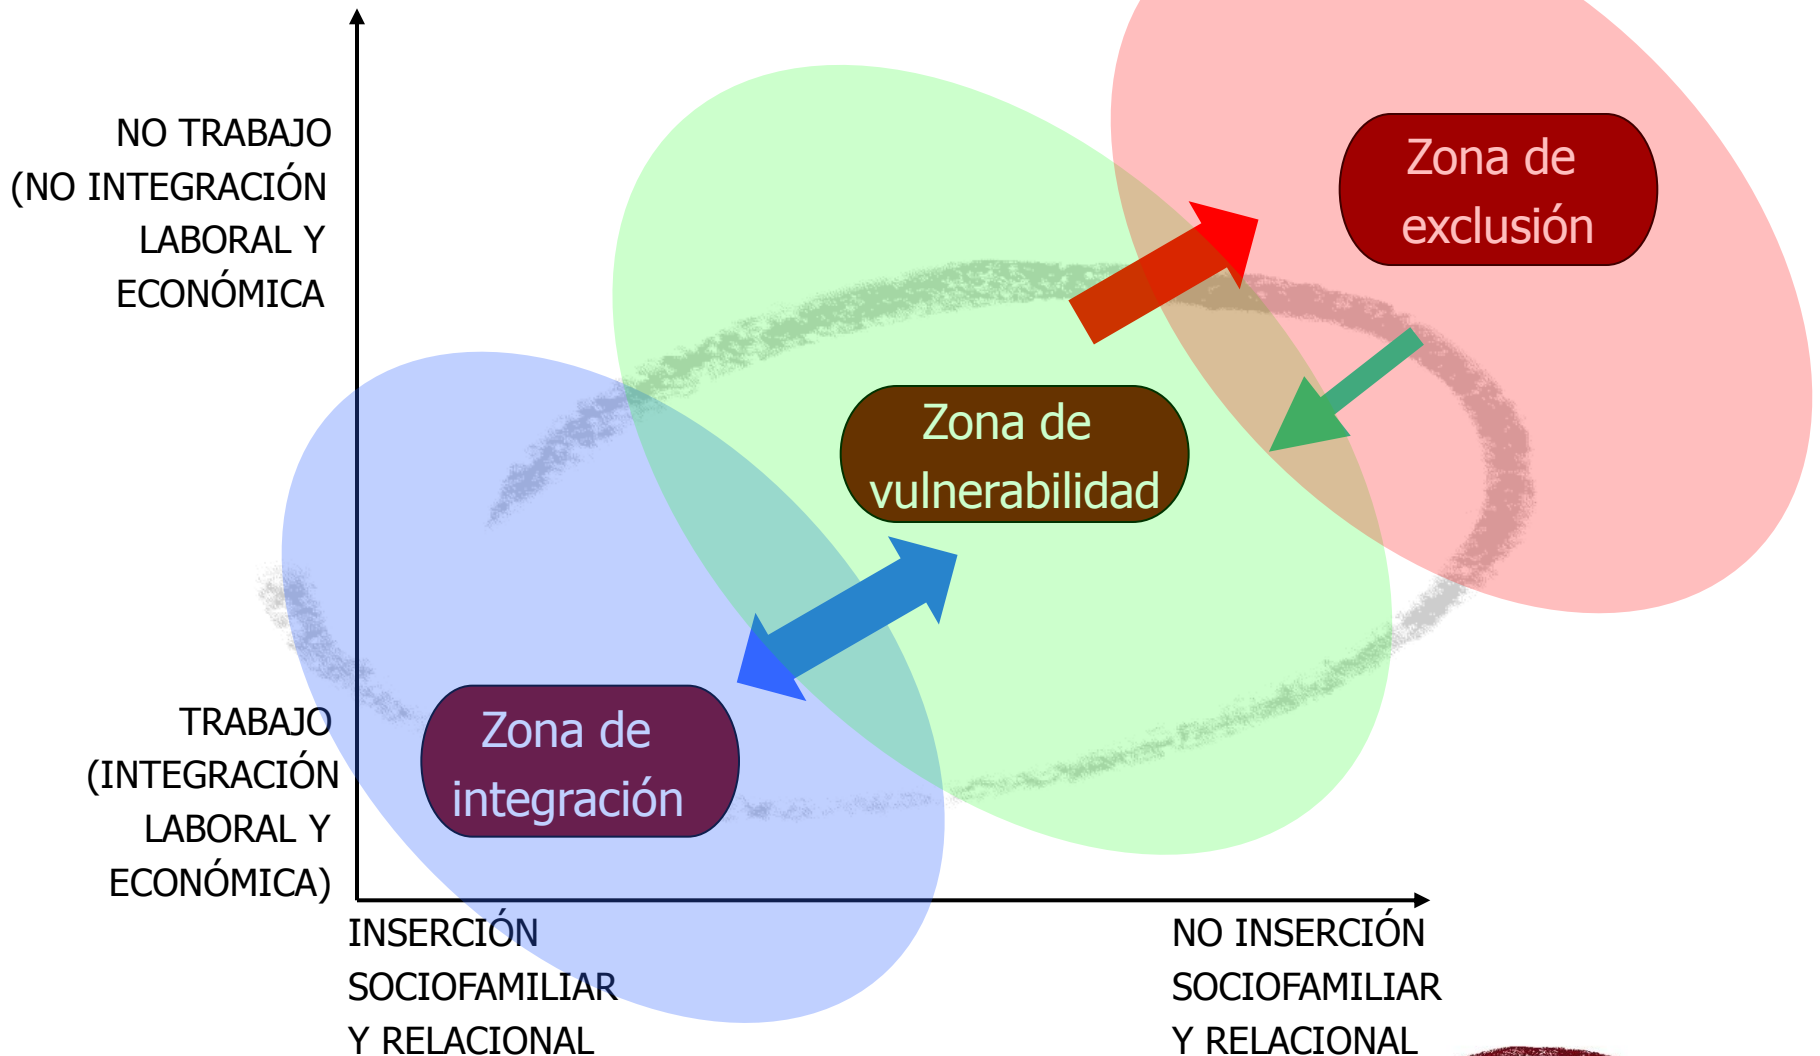 NO TRABAJO
(NO INTEGRACIÓN
LABORAL Y
ECONÓMICA
Zona de
exclusión
Zona de
vulnerabilidad
Zona de
integración
TRABAJO
(INTEGRACIÓN
LABORAL Y
ECONÓMICA)
INSERCIÓN
SOCIOFAMILIAR
Y RELACIONAL
NO INSERCIÓN
SOCIOFAMILIAR
Y RELACIONAL